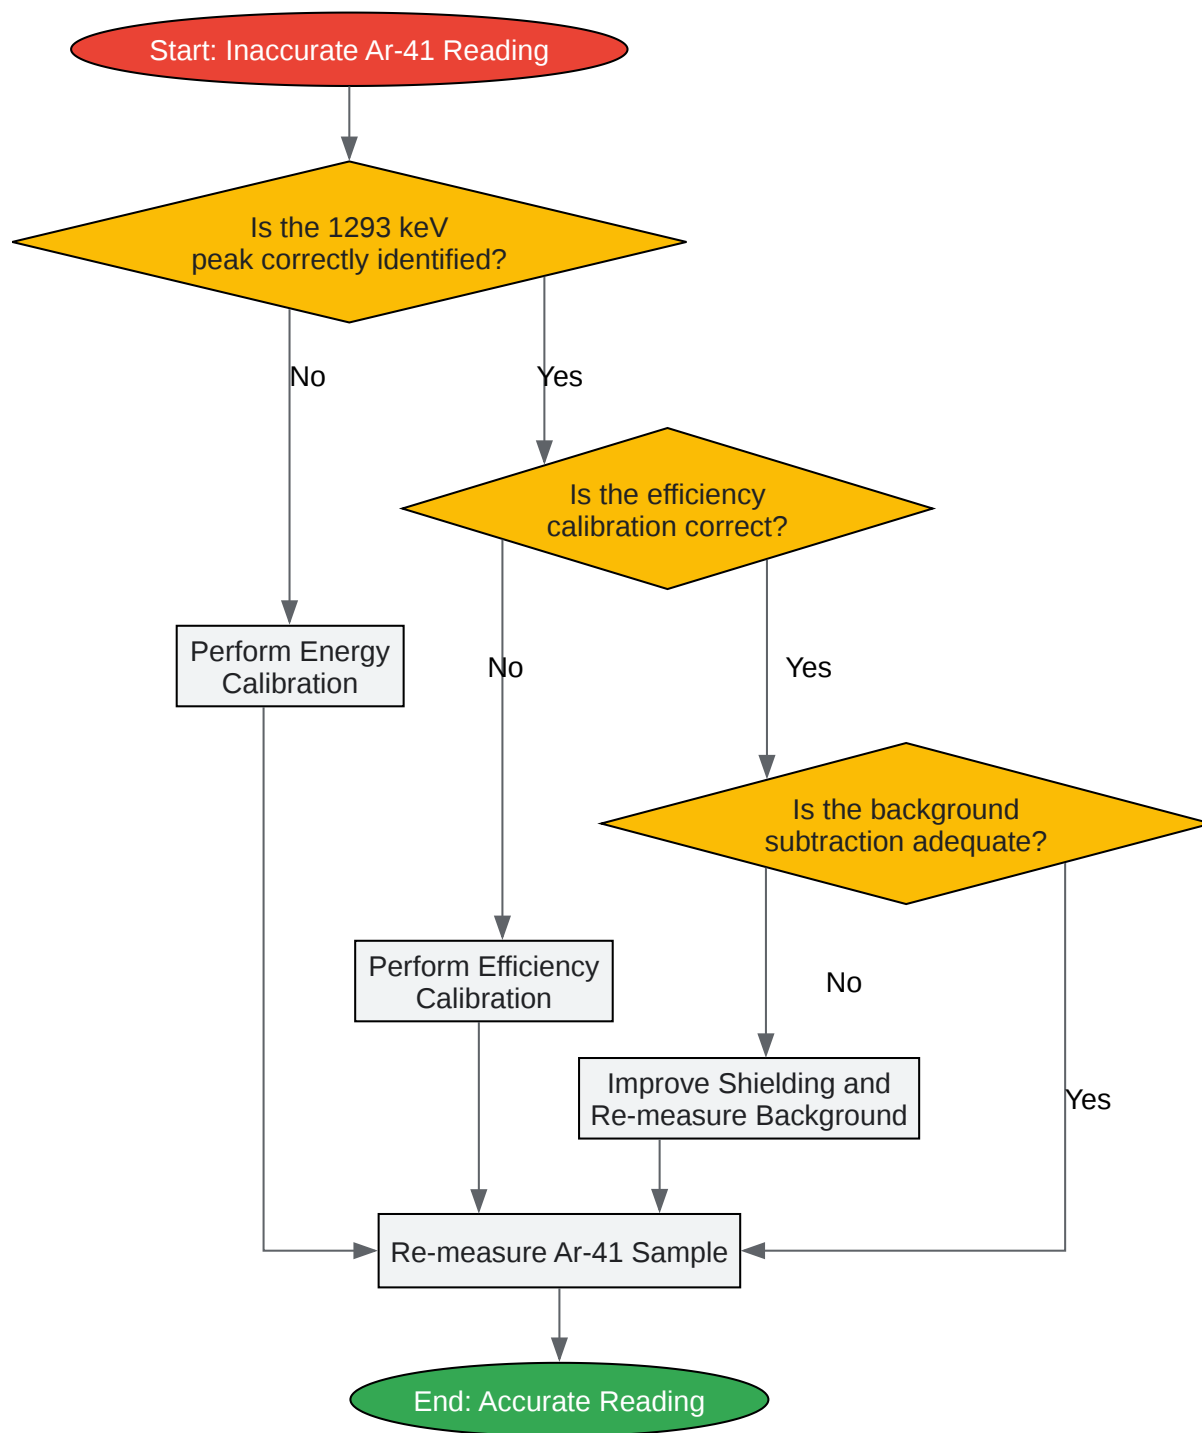 Start: Inaccurate Ar-41 Reading
Is the 1293 keV
peak correctly identified?
No
Yes
Is the efficiency
calibration correct?
Perform Energy
Calibration
No
Yes
Is the background
subtraction adequate?
Perform Efficiency
Calibration
No
Improve Shielding and
Re-measure Background
Yes
Re-measure Ar-41 Sample
End: Accurate Reading